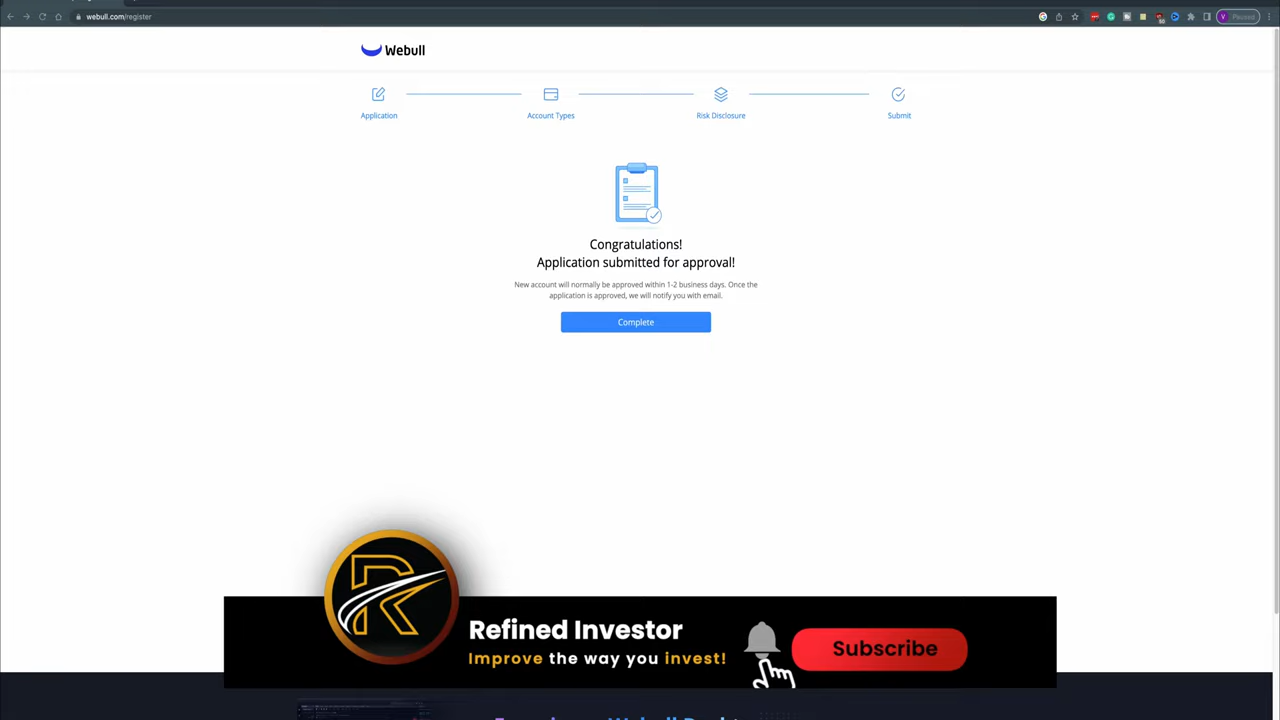 webull.com/register
V Paused
Webull
Application
Account Types
Risk Disclosure
Submit
Congratulations!
Application submitted for approval!
New account will normally be approved within 1-2 business days. Once the
application is approved, we will notify you with email.
Complete
Refined Investor
Improve the way you invest!
Subscribe